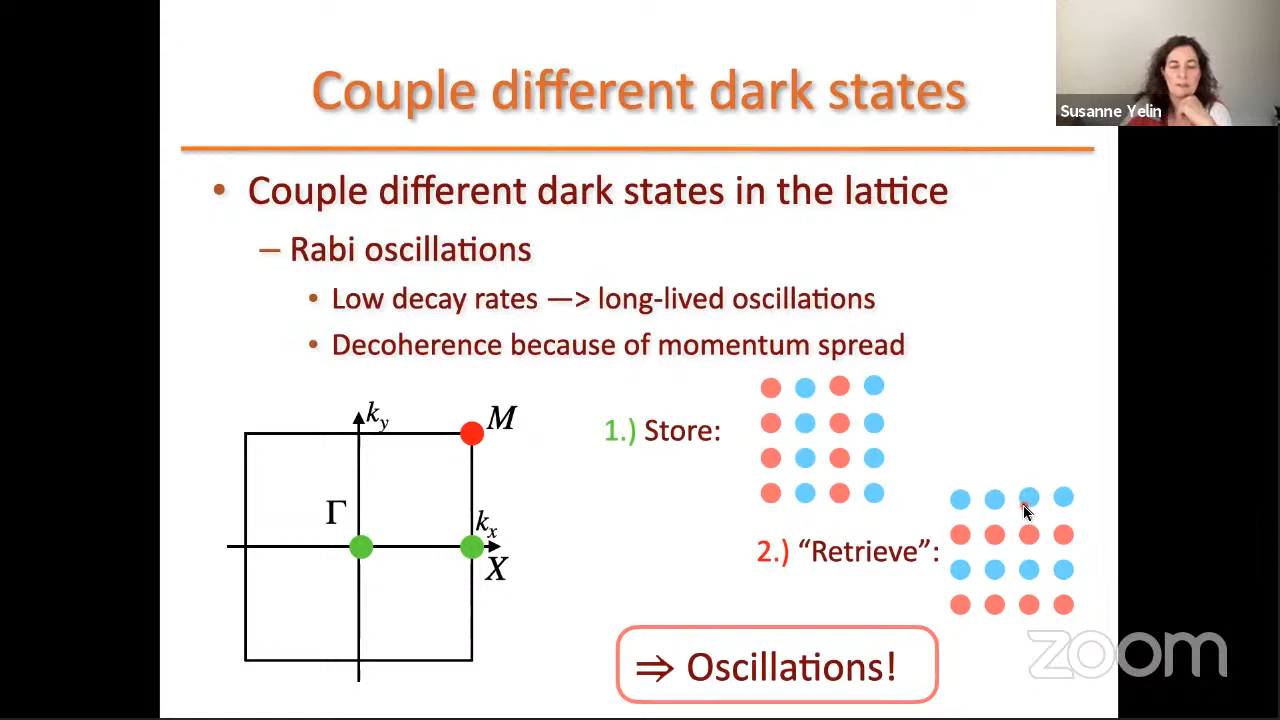 Couple different dark states
Susanne Yelin
• Couple different dark states in the lattice
– Rabi oscillations
• Low decay rates —> long-lived oscillations
• Decoherence because of momentum spread
k_y
M
1.) Store:
Γ
k_x
X
2.) “Retrieve”:
⇒ Oscillations!
zoom